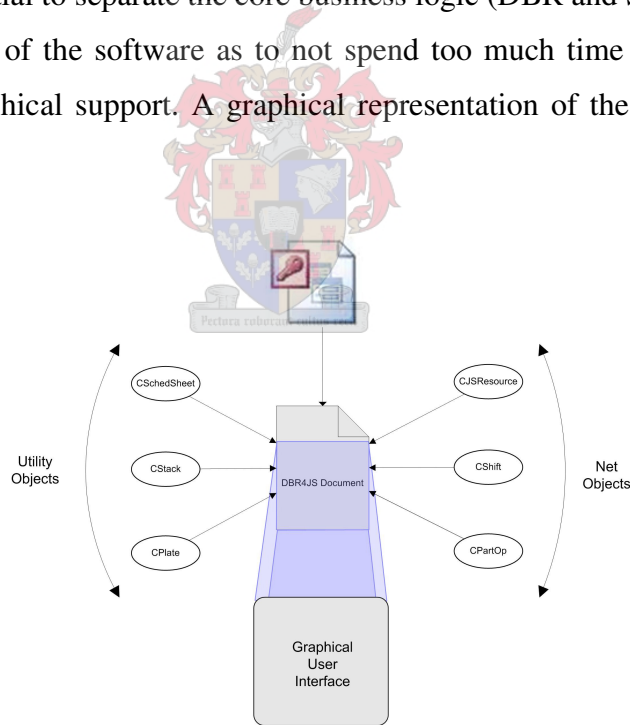 to separate the core business logic (DBR and
of the software as to not spend too much time
support. A graphical representation of the
Pectora roborant cultus recti
CSchedSheet
CJSResource
Utility
Objects
CStack
DBR4JS Document
CShift
Net
Objects
CPlate
CPartOp
Graphical
User
Interface